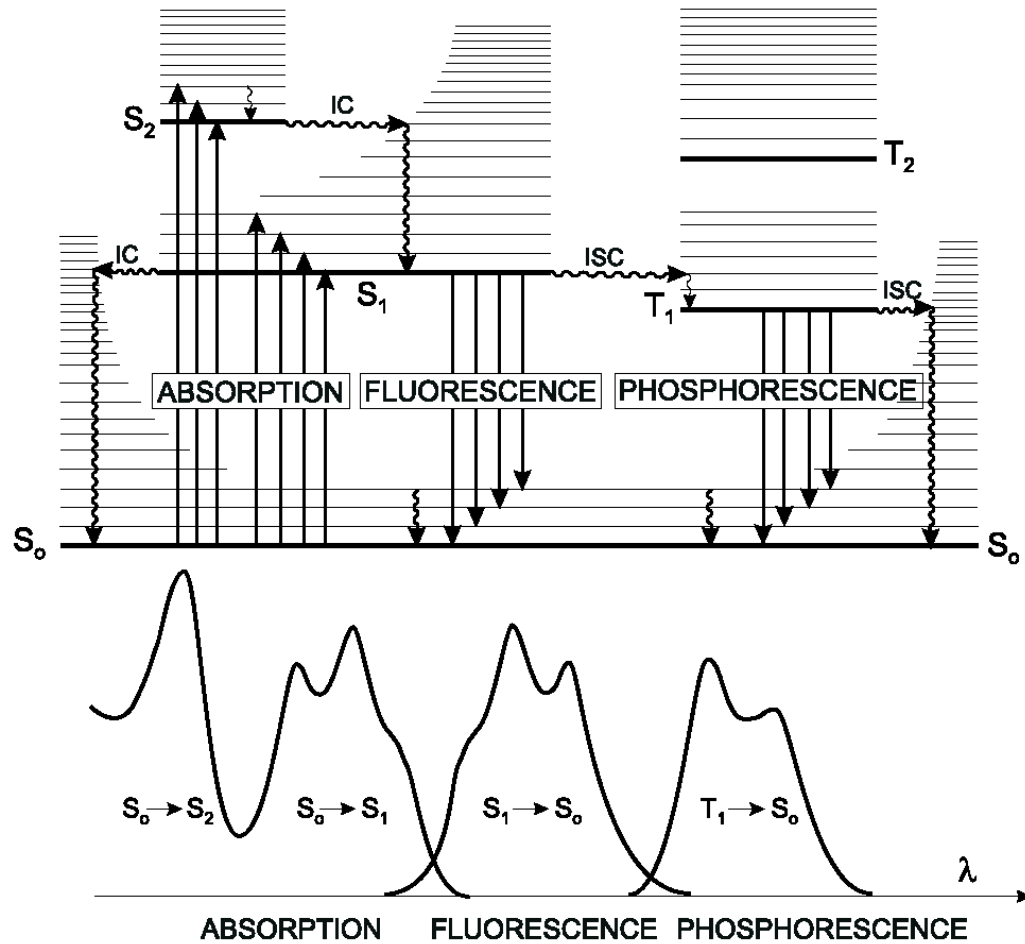 IC
S₂
T₂
IC
ISC
S₁
T₁
ISC
ABSORPTION
FLUORESCENCE
PHOSPHORESCENCE
Sₒ
Sₒ
Sₒ→S₂
Sₒ→S₁
S₁→Sₒ
T₁→Sₒ
λ
ABSORPTION
FLUORESCENCE
PHOSPHORESCENCE